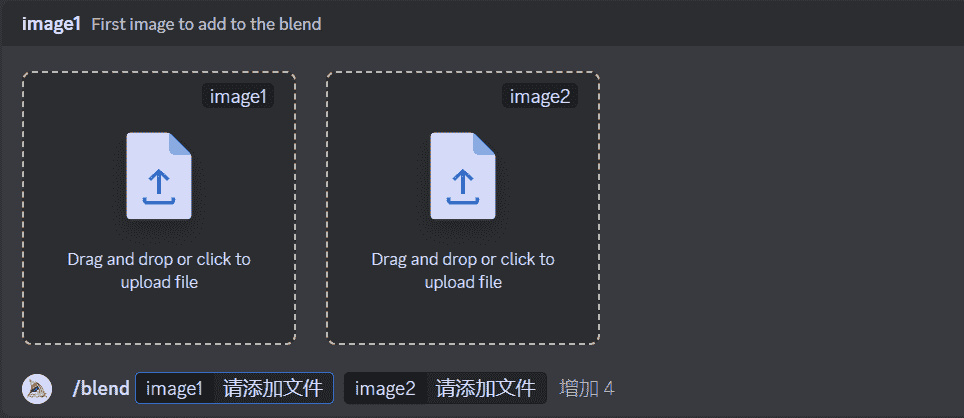 image1 First image to add to the blend
image1
image2
Drag and drop or click to
upload file
Drag and drop or click to
upload file
/blend image1 请添加文件 image2 请添加文件 增加 4